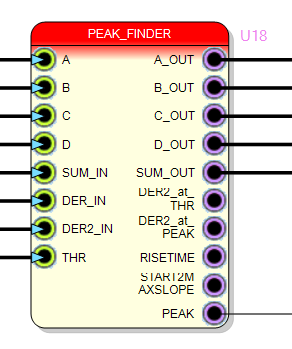 PEAK_FINDER
U18
A A_OUT
B B_OUT
C C_OUT
D D_OUT
SUM_IN SUM_OUT
DER_IN DER2_at_
THR
DER2_IN DER2_at_
PEAK
THR RISETIME
START2M
AXSLOPE
PEAK